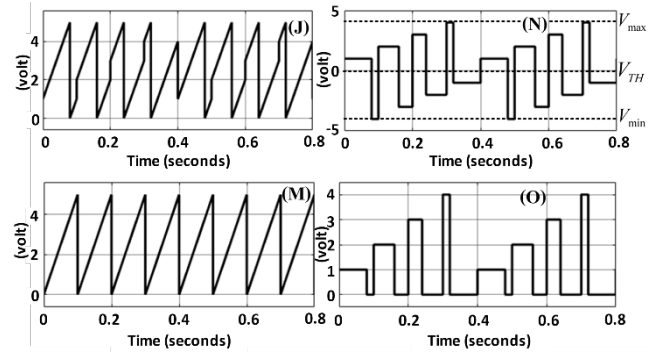 (J)
4
2
0
(volt)
0 0.2 0.4 0.6 0.8
Time (seconds)
(N)
5
0
-5
(volt)
V_max
V_TH
V_min
0 0.2 0.4 0.6 0.8
Time (seconds)
(M)
4
2
0
(volt)
0 0.2 0.4 0.6 0.8
Time (seconds)
(O)
4
3
2
1
0
(volt)
0 0.2 0.4 0.6 0.8
Time (seconds)